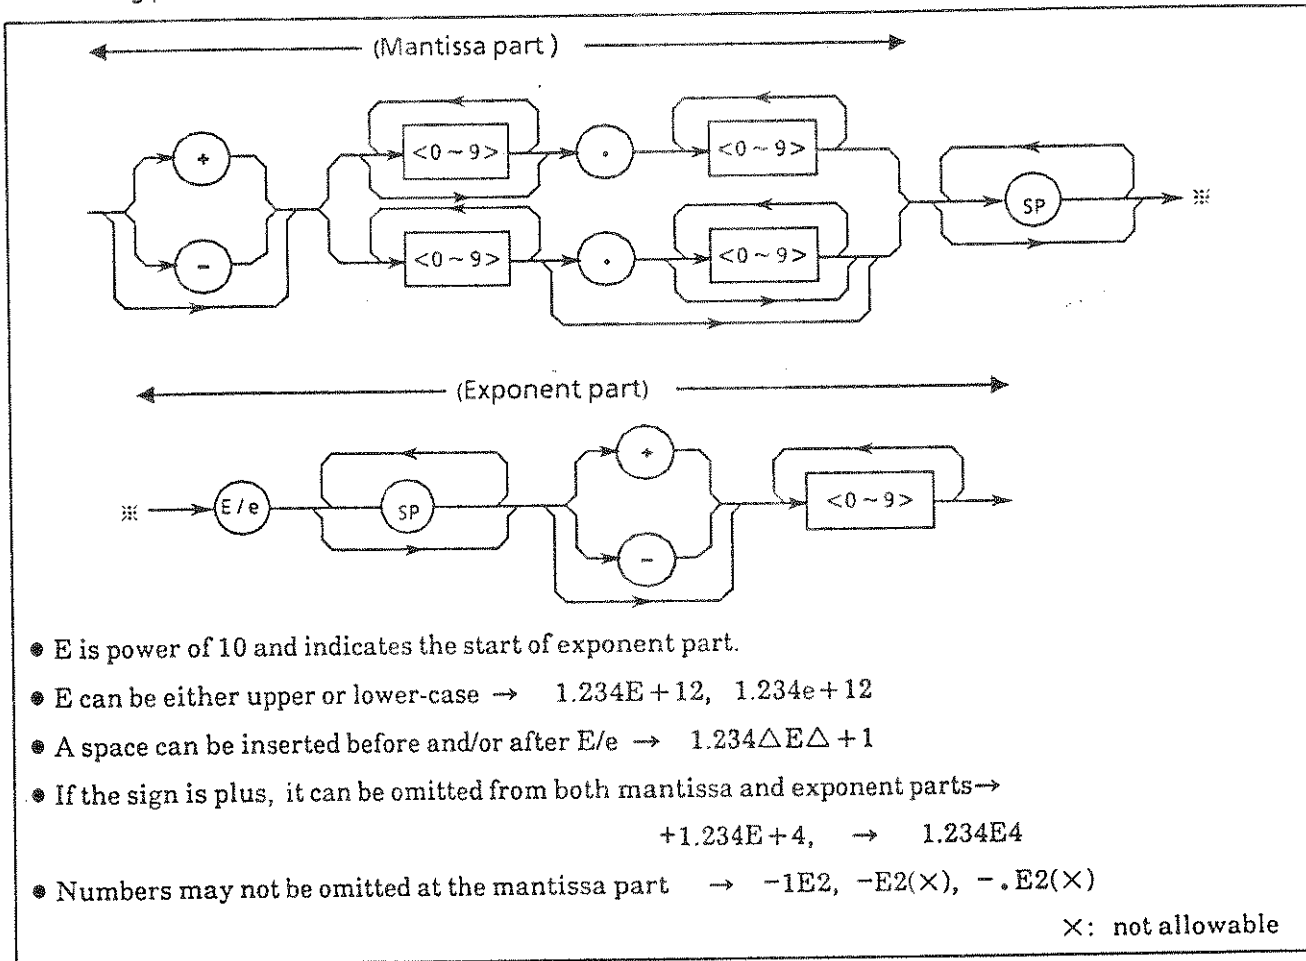 (Mantissa part )
+
<0~9>
.
<0~9>
SP
※
-
<0~9>
.
<0~9>
(Exponent part)
※
E/e
SP
+
-
<0~9>
● E is power of 10 and indicates the start of exponent part.
● E can be either upper or lower-case → 1.234E+12, 1.234e+12
● A space can be inserted before and/or after E/e → 1.234△E△+1
● If the sign is plus, it can be omitted from both mantissa and exponent parts→
+1.234E+4, → 1.234E4
● Numbers may not be omitted at the mantissa part → -1E2, -E2(×), -.E2(×)
×: not allowable